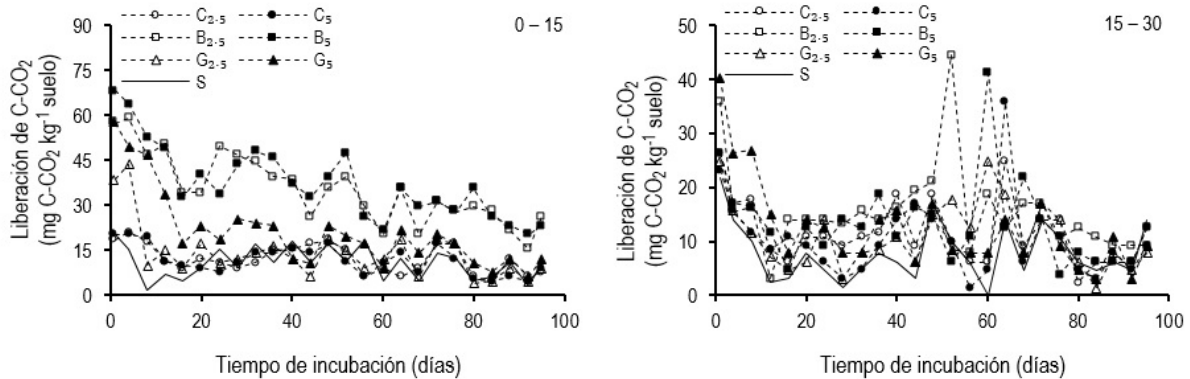 C₂.₅ C₅
B₂.₅ B₅
G₂.₅ G₅
S
0 – 15
90
75
60
45
30
15
0
Liberación de C-CO₂
(mg C-CO₂ kg⁻¹ suelo)
0 20 40 60 80 100
Tiempo de incubación (días)
C₂.₅ C₅
B₂.₅ B₅
G₂.₅ G₅
S
15 – 30
50
40
30
20
10
0
Liberación de C-CO₂
(mg C-CO₂ kg⁻¹ suelo)
0 20 40 60 80 100
Tiempo de incubación (días)